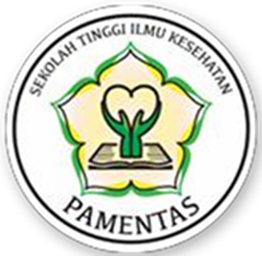 SEKOLAH TINGGI ILMU KESEHATAN
PAMENTAS